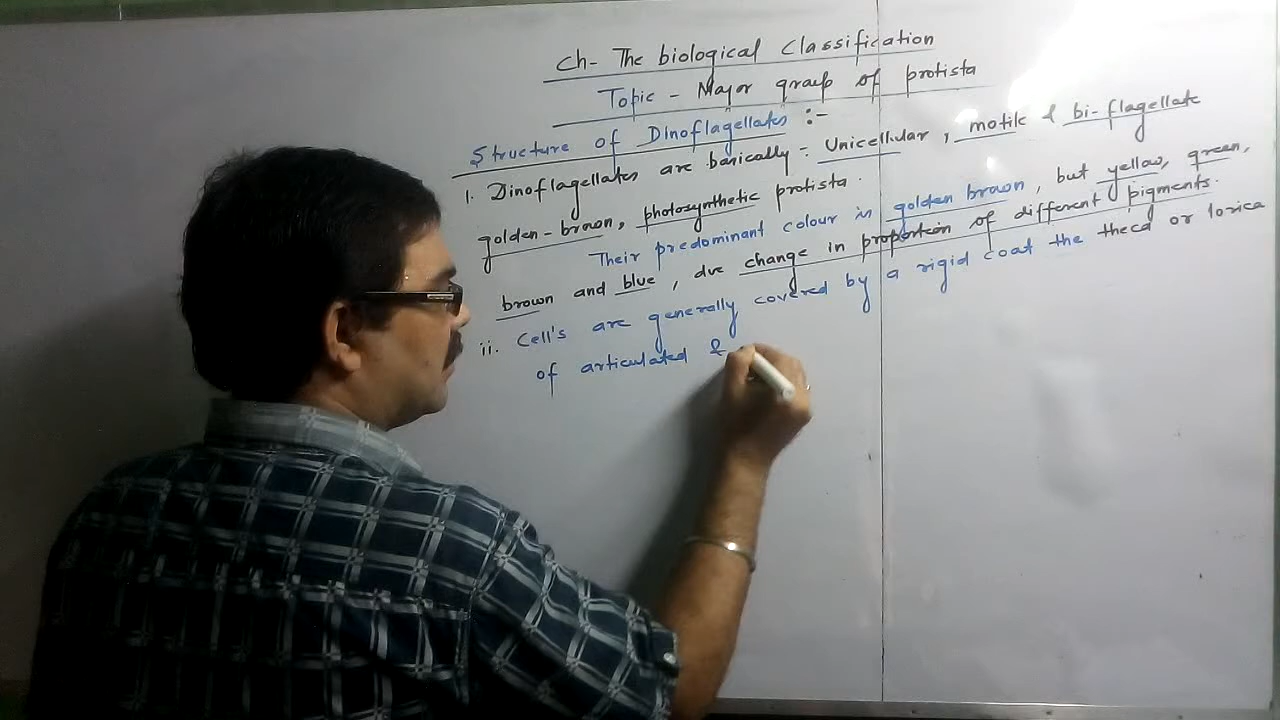 Ch- The biological Classification
Topic - Major group of protista
Structure of Dinoflagellates :-
1. Dinoflagellates are basically - Unicellular, motile & bi-flagellate
golden-brown, photosynthetic protista.
Their predominant colour in golden brown, but yellow, green,
brown and blue, due change in proportion of different pigments.
ii. Cell's are generally covered by a rigid coat the theca or lorica
of articulated &